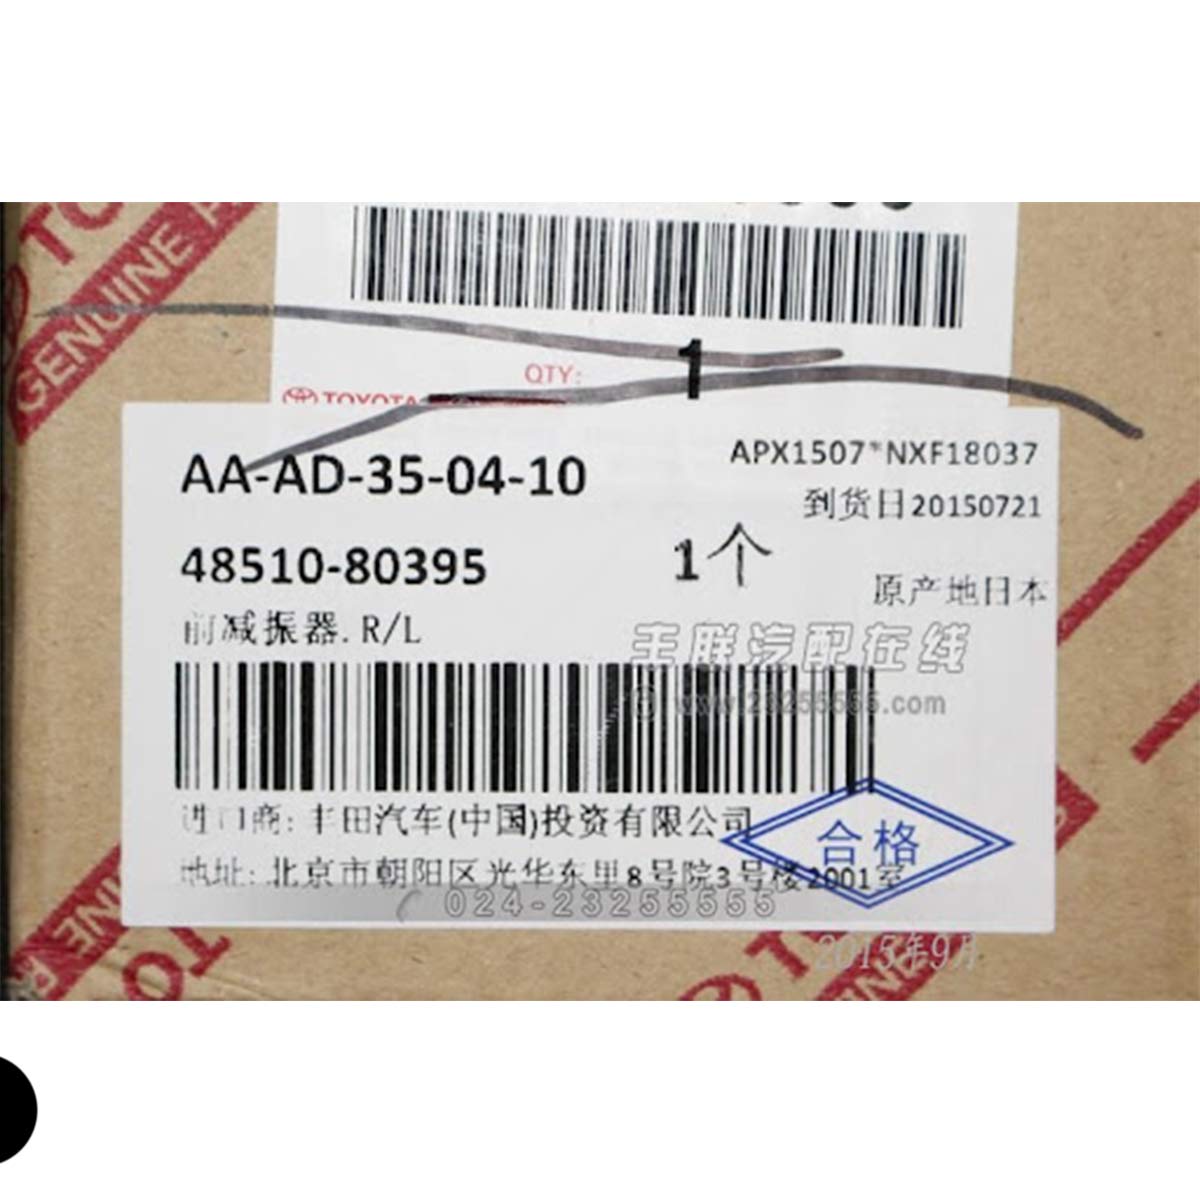 GENUINE
1
QTY:
TOYOTA
AA-AD-35-04-10
APX1507*NXF18037
到货日20150721
48510-80395
1个
原产地日本
前减振器.R/L
丰联汽配在线
www.23255555.com
进口商:丰田汽车(中国)投资有限公司
合格
地址:北京市朝阳区光华东里8号院3号楼2001室
024-23255555
2015年9月